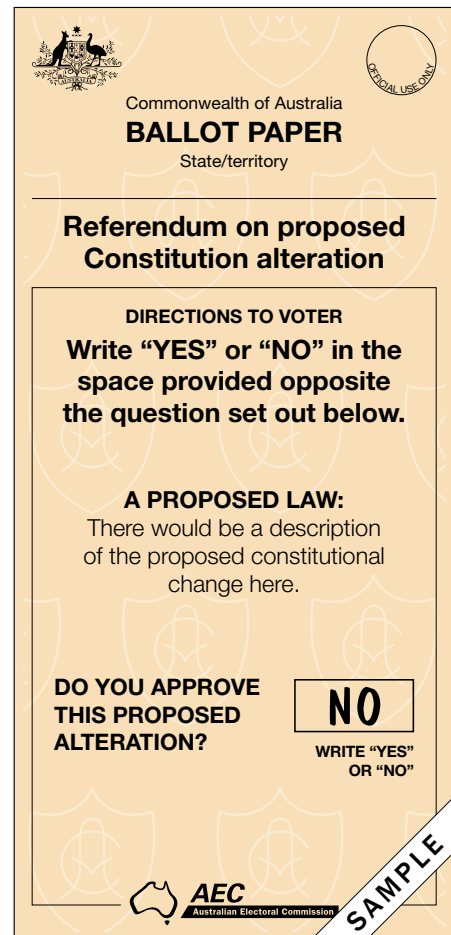 AUSTRALIA
OFFICIAL USE ONLY
Commonwealth of Australia
BALLOT PAPER
State/territory
Referendum on proposed
Constitution alteration
DIRECTIONS TO VOTER
Write “YES” or “NO” in the
space provided opposite
the question set out below.
A PROPOSED LAW:
There would be a description
of the proposed constitutional
change here.
DO YOU APPROVE
THIS PROPOSED
ALTERATION?
NO
WRITE “YES”
OR “NO”
AEC
Australian Electoral Commission
SAMPLE